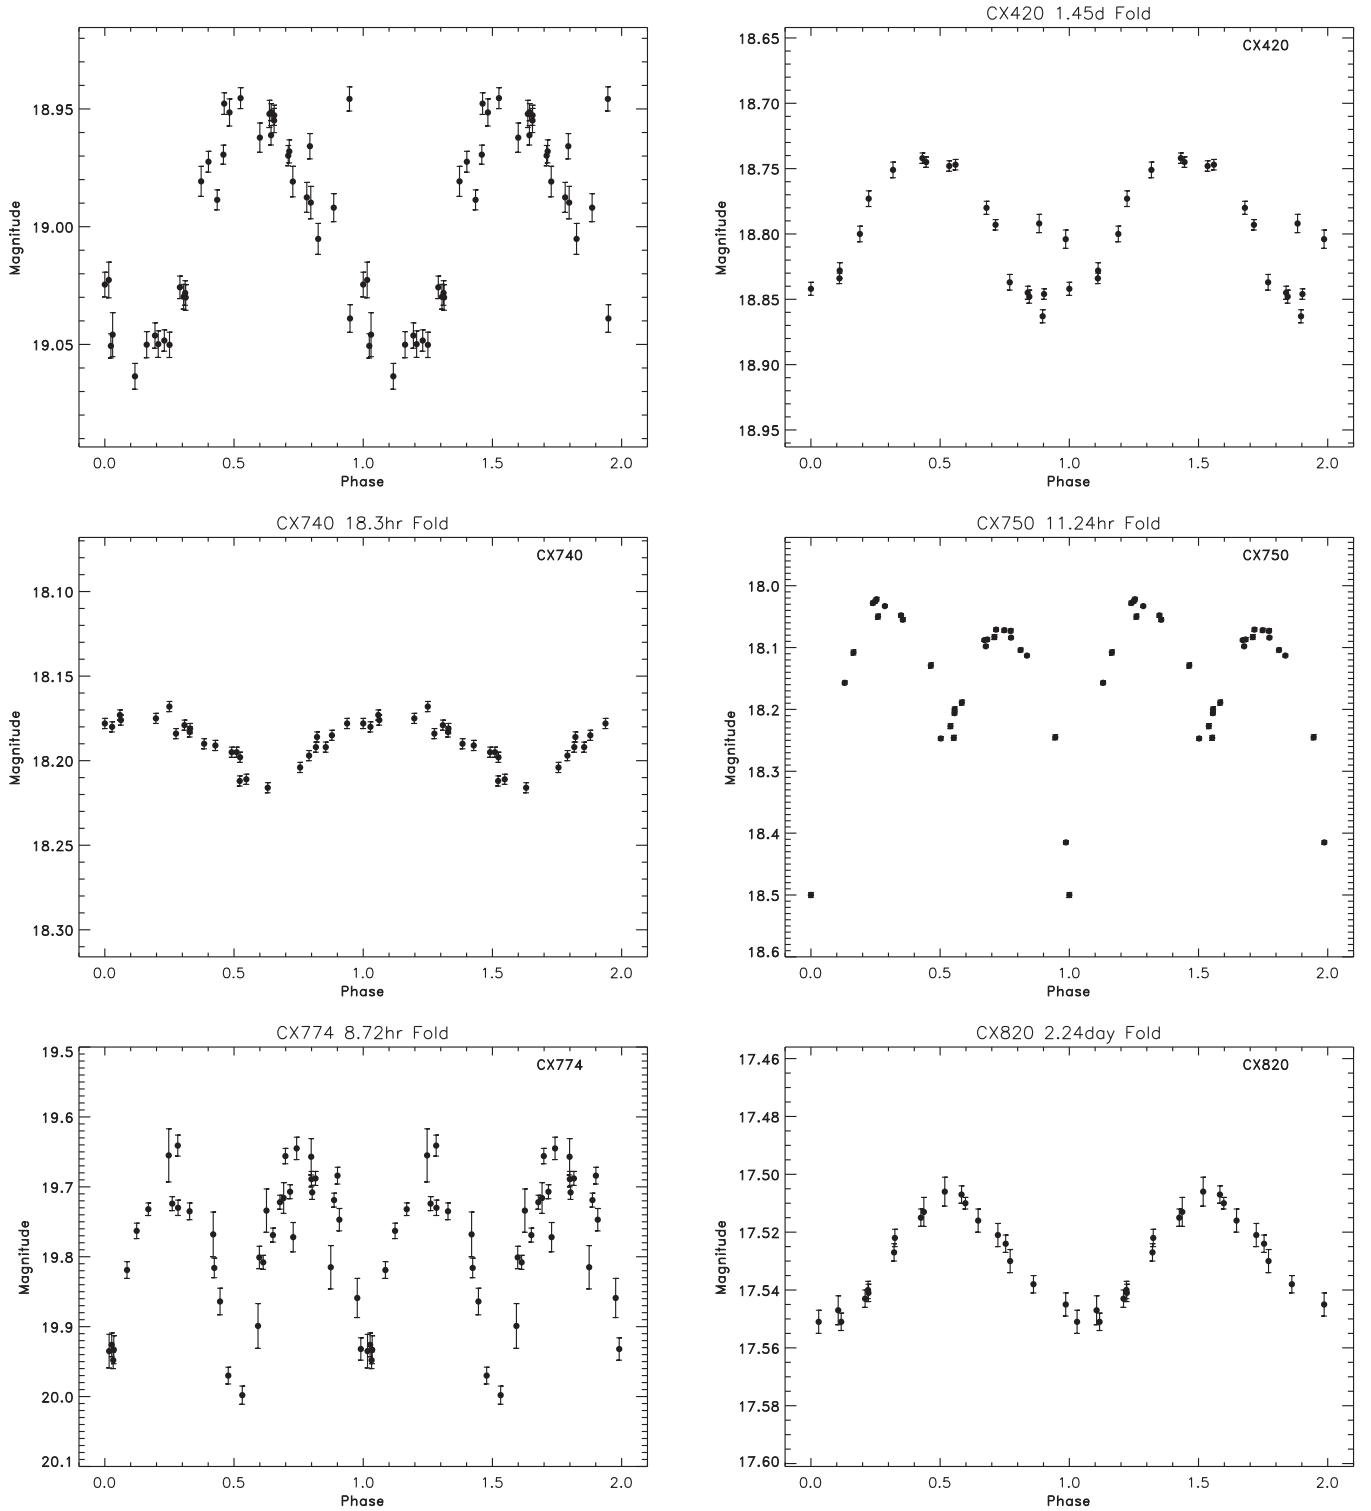 18.95
19.00
19.05
Magnitude
0.0 0.5 1.0 1.5 2.0
Phase
CX420 1.45d Fold
CX420
18.65
18.70
18.75
18.80
18.85
18.90
18.95
Magnitude
0.0 0.5 1.0 1.5 2.0
Phase
CX740 18.3hr Fold
CX740
18.10
18.15
18.20
18.25
18.30
Magnitude
0.0 0.5 1.0 1.5 2.0
Phase
CX750 11.24hr Fold
CX750
18.0
18.1
18.2
18.3
18.4
18.5
18.6
Magnitude
0.0 0.5 1.0 1.5 2.0
Phase
CX774 8.72hr Fold
CX774
19.5
19.6
19.7
19.8
19.9
20.0
20.1
Magnitude
0.0 0.5 1.0 1.5 2.0
Phase
CX820 2.24day Fold
CX820
17.46
17.48
17.50
17.52
17.54
17.56
17.58
17.60
Magnitude
0.0 0.5 1.0 1.5 2.0
Phase